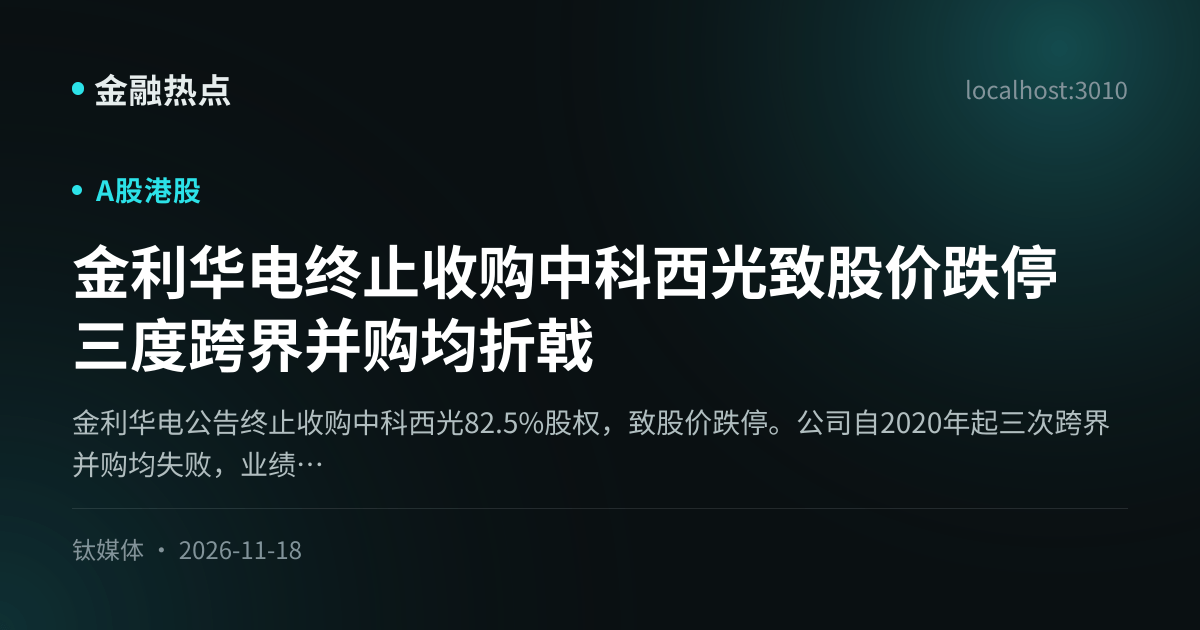 金融热点
localhost:3010
A股港股
金利华电终止收购中科西光致股价跌停
三度跨界并购均折戟
金利华电公告终止收购中科西光82.5%股权，致股价跌停。公司自2020年起三次跨界
并购均失败，业绩…
钛媒体 · 2026-11-18